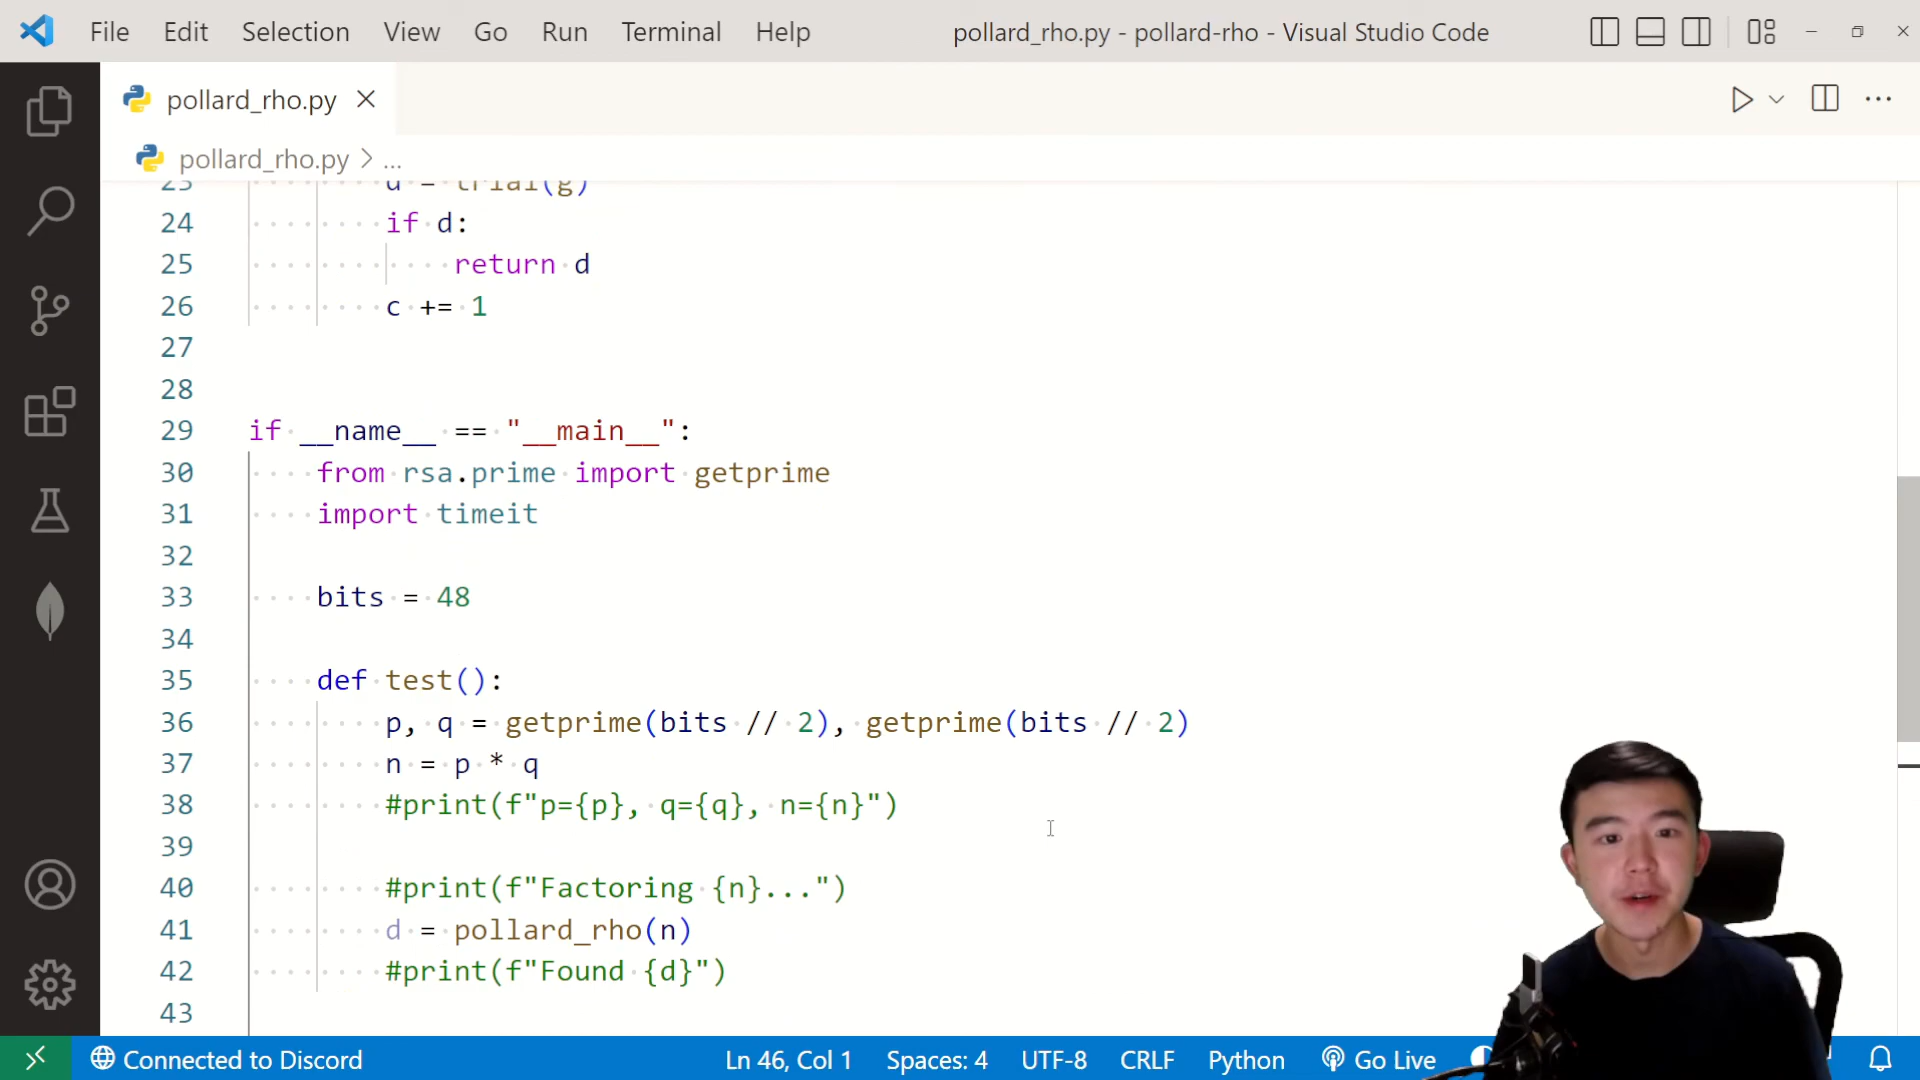 File Edit Selection View Go Run Terminal Help pollard_rho.py - pollard-rho - Visual Studio Code
pollard_rho.py
pollard_rho.py > ...
23 d = trial(g)
24 if d:
25 return d
26 c += 1
27
28
29 if __name__ == "__main__":
30 from rsa.prime import getprime
31 import timeit
32
33 bits = 48
34
35 def test():
36 p, q = getprime(bits // 2), getprime(bits // 2)
37 n = p * q
38 #print(f"p={p}, q={q}, n={n}")
39
40 #print(f"Factoring {n}...")
41 d = pollard_rho(n)
42 #print(f"Found {d}")
43
Connected to Discord Ln 46, Col 1 Spaces: 4 UTF-8 CRLF Python Go Live